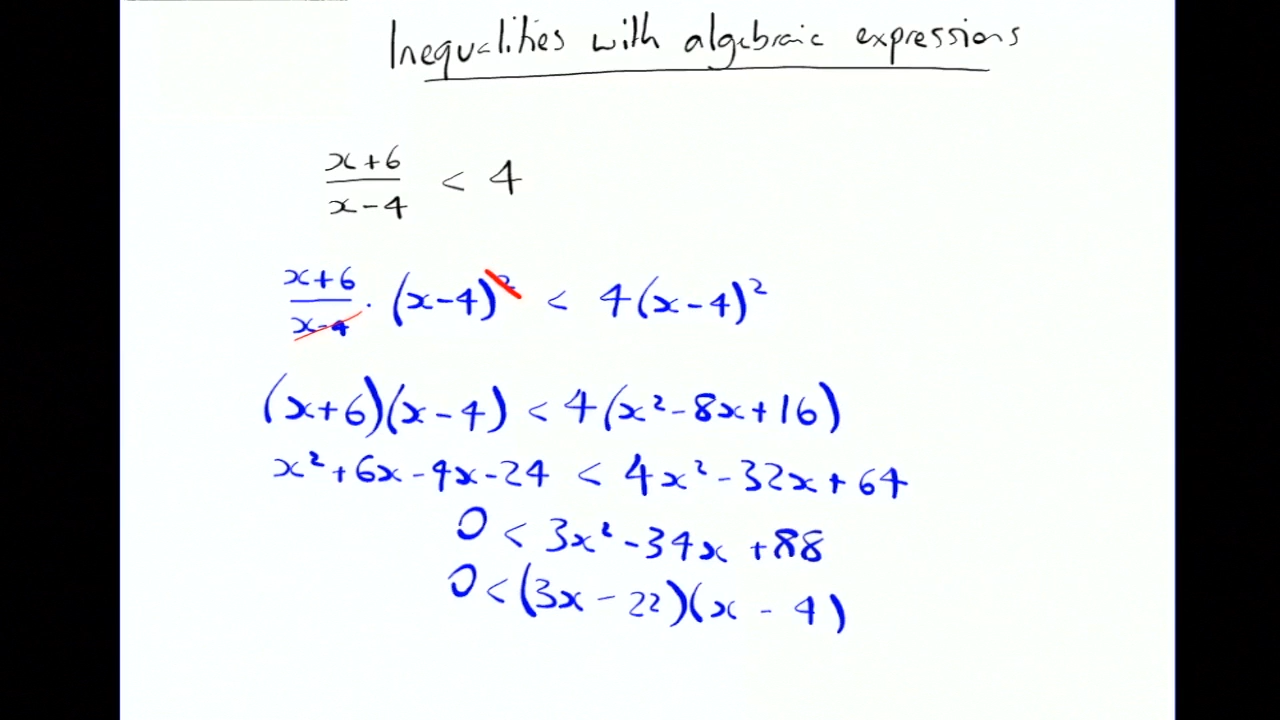 Inequalities with algebraic expressions
x+6/x-4 < 4
x+6/x-4 · (x-4)² < 4(x-4)²
(x+6)(x-4) < 4(x²-8x+16)
x²+6x-4x-24 < 4x²-32x+64
0 < 3x²-34x+88
0 < (3x-22)(x-4)